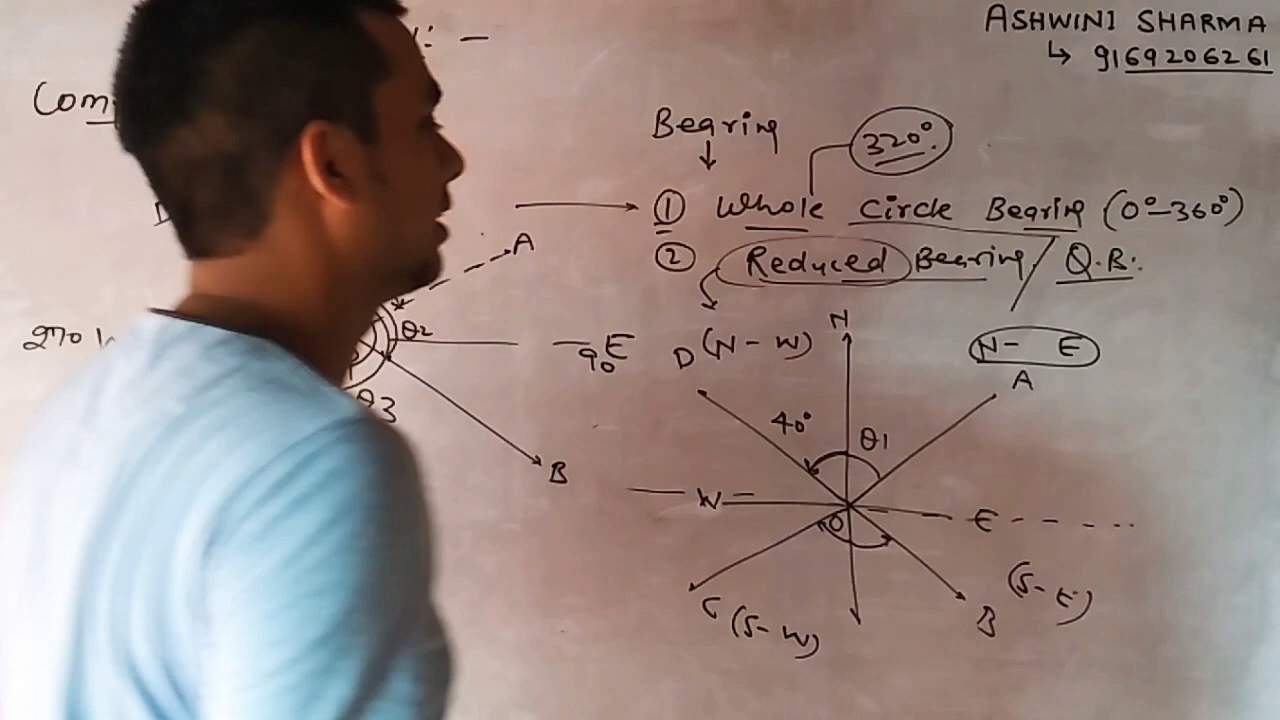 ASHWINI SHARMA
↳ 9169206261
: —
Com
Bearing
320°
① Whole Circle Bearing (0°–360°)
② Reduced Bearing / Q.B.
A
θ2
270
90 E
θ3
B
N
D (N - W)
N- E
A
40°
θ1
W
E
O
C (S- W)
B (S- E)